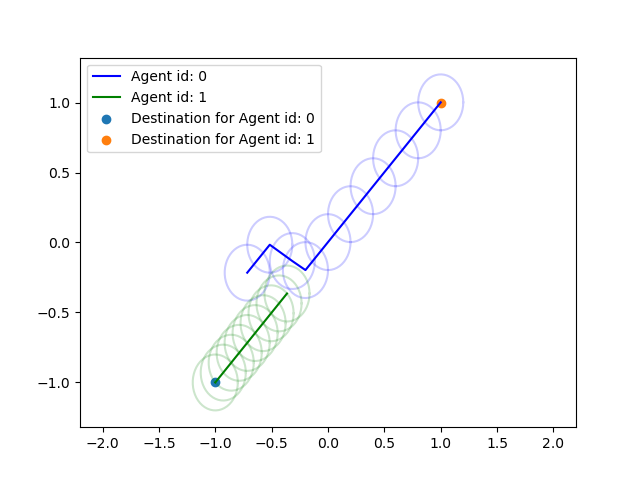 Agent id: 0
Agent id: 1
Destination for Agent id: 0
Destination for Agent id: 1
1.0
0.5
0.0
−0.5
−1.0
−2.0 −1.5 −1.0 −0.5 0.0 0.5 1.0 1.5 2.0